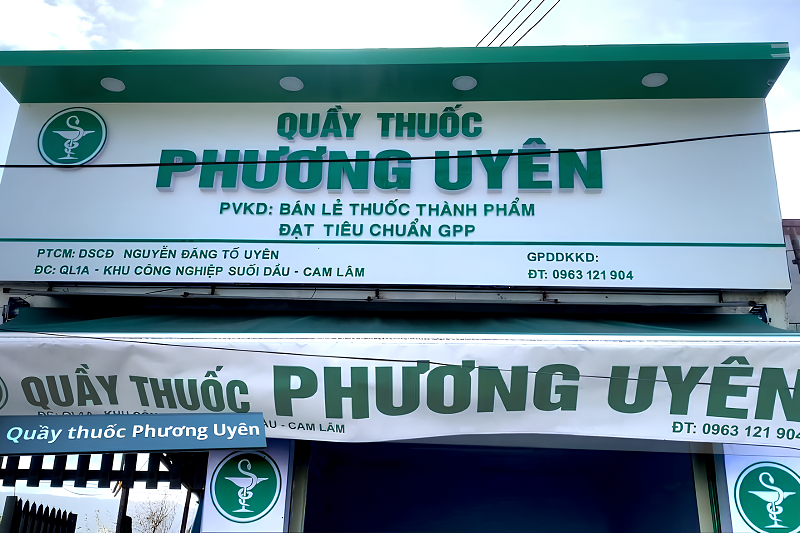 QUẦY THUỐC
PHƯƠNG UYÊN
PVKD: BÁN LẺ THUỐC THÀNH PHẨM
ĐẠT TIÊU CHUẨN GPP
PTCM: DSCĐ NGUYỄN ĐĂNG TỐ UYÊN
ĐC: QL1A - KHU CÔNG NGHIỆP SUỐI DẦU - CAM LÂM
GPDDKKD:
ĐT: 0963 121 904
QUẦY THUỐC PHƯƠNG UYÊN
- CAM LÂM
ĐT: 0963 121 904
Quầy thuốc Phương Uyên